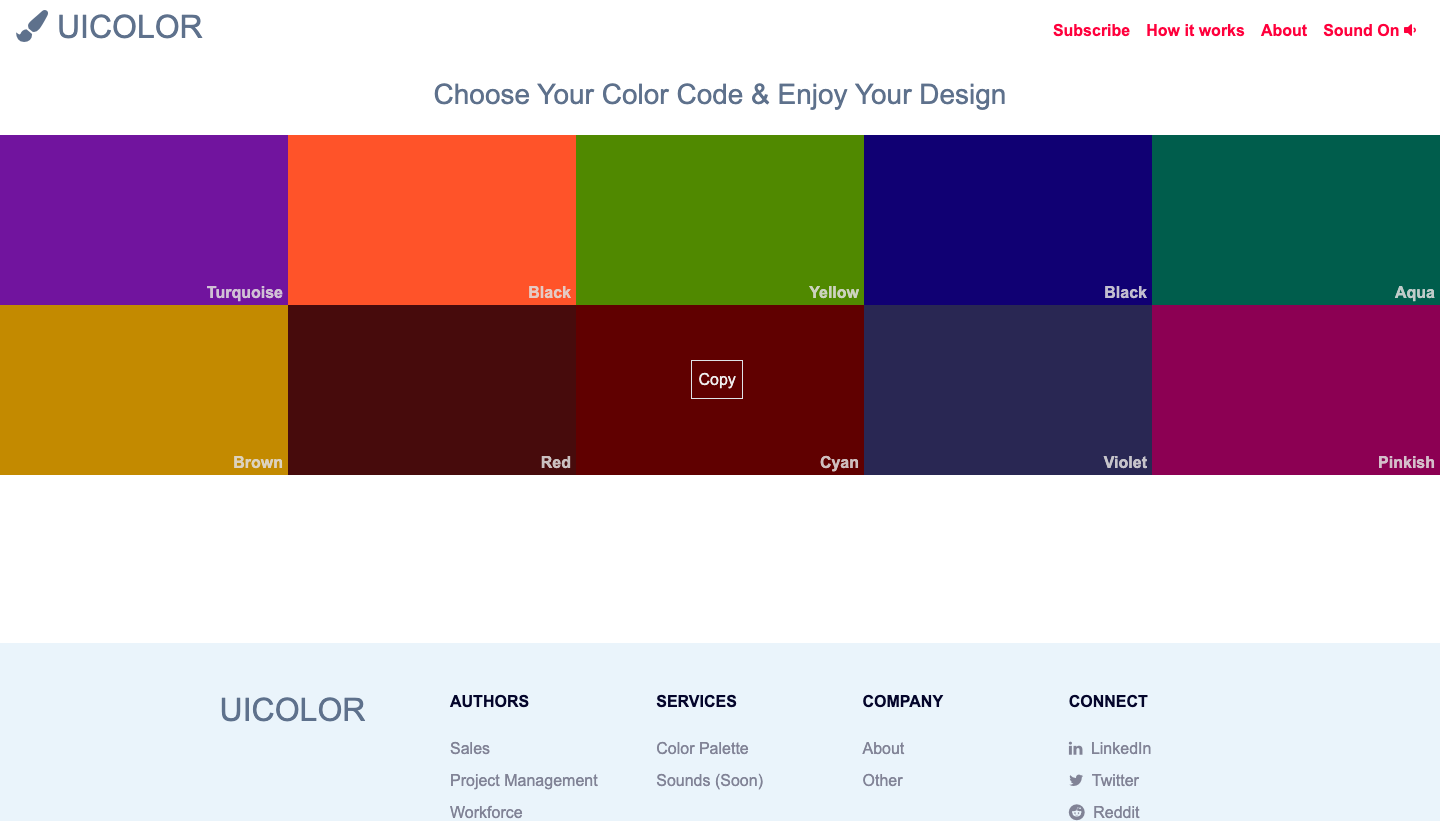 UICOLOR
Subscribe How it works About Sound On
Choose Your Color Code & Enjoy Your Design
Turquoise Black Yellow Black Aqua
Copy
Brown Red Cyan Violet Pinkish
UICOLOR
AUTHORS SERVICES COMPANY CONNECT
Sales Color Palette About LinkedIn
Project Management Sounds (Soon) Other Twitter
Workforce Reddit